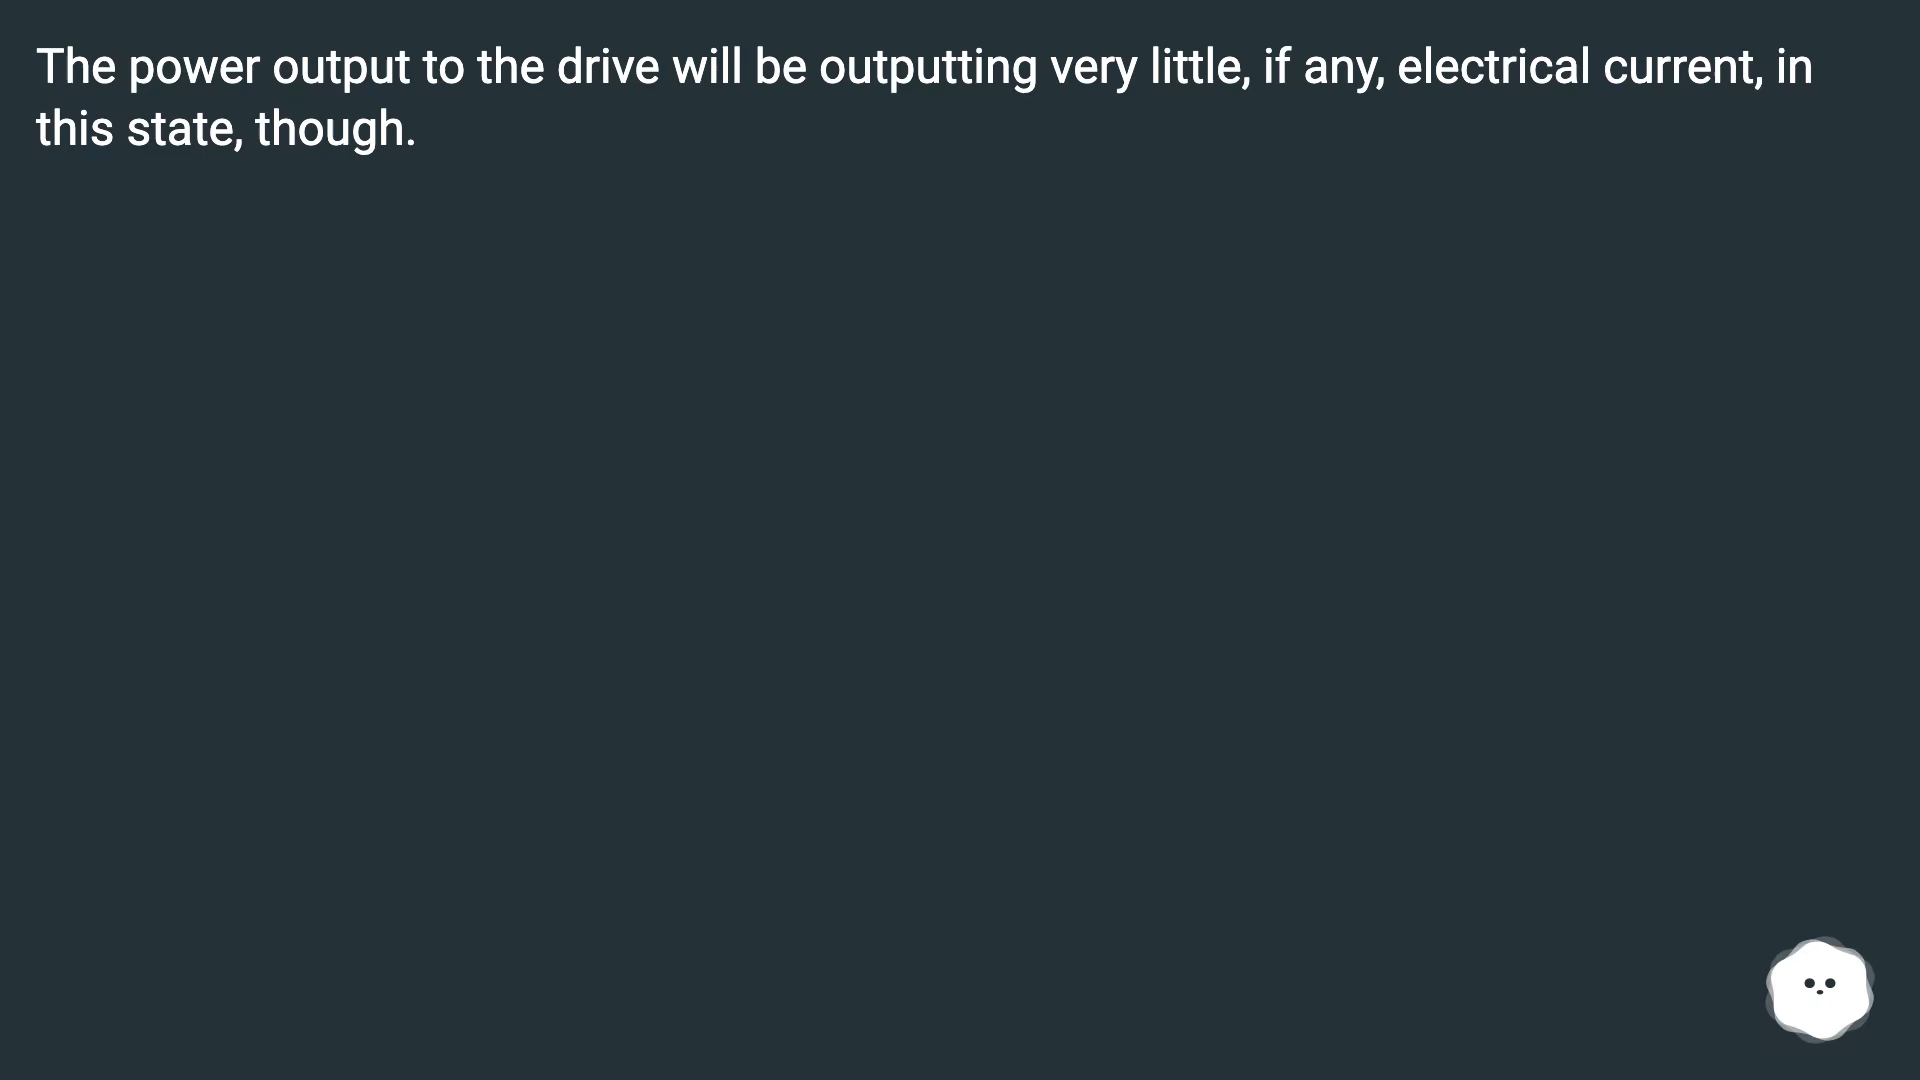 The power output to the drive will be outputting very little, if any, electrical current, in
this state, though.